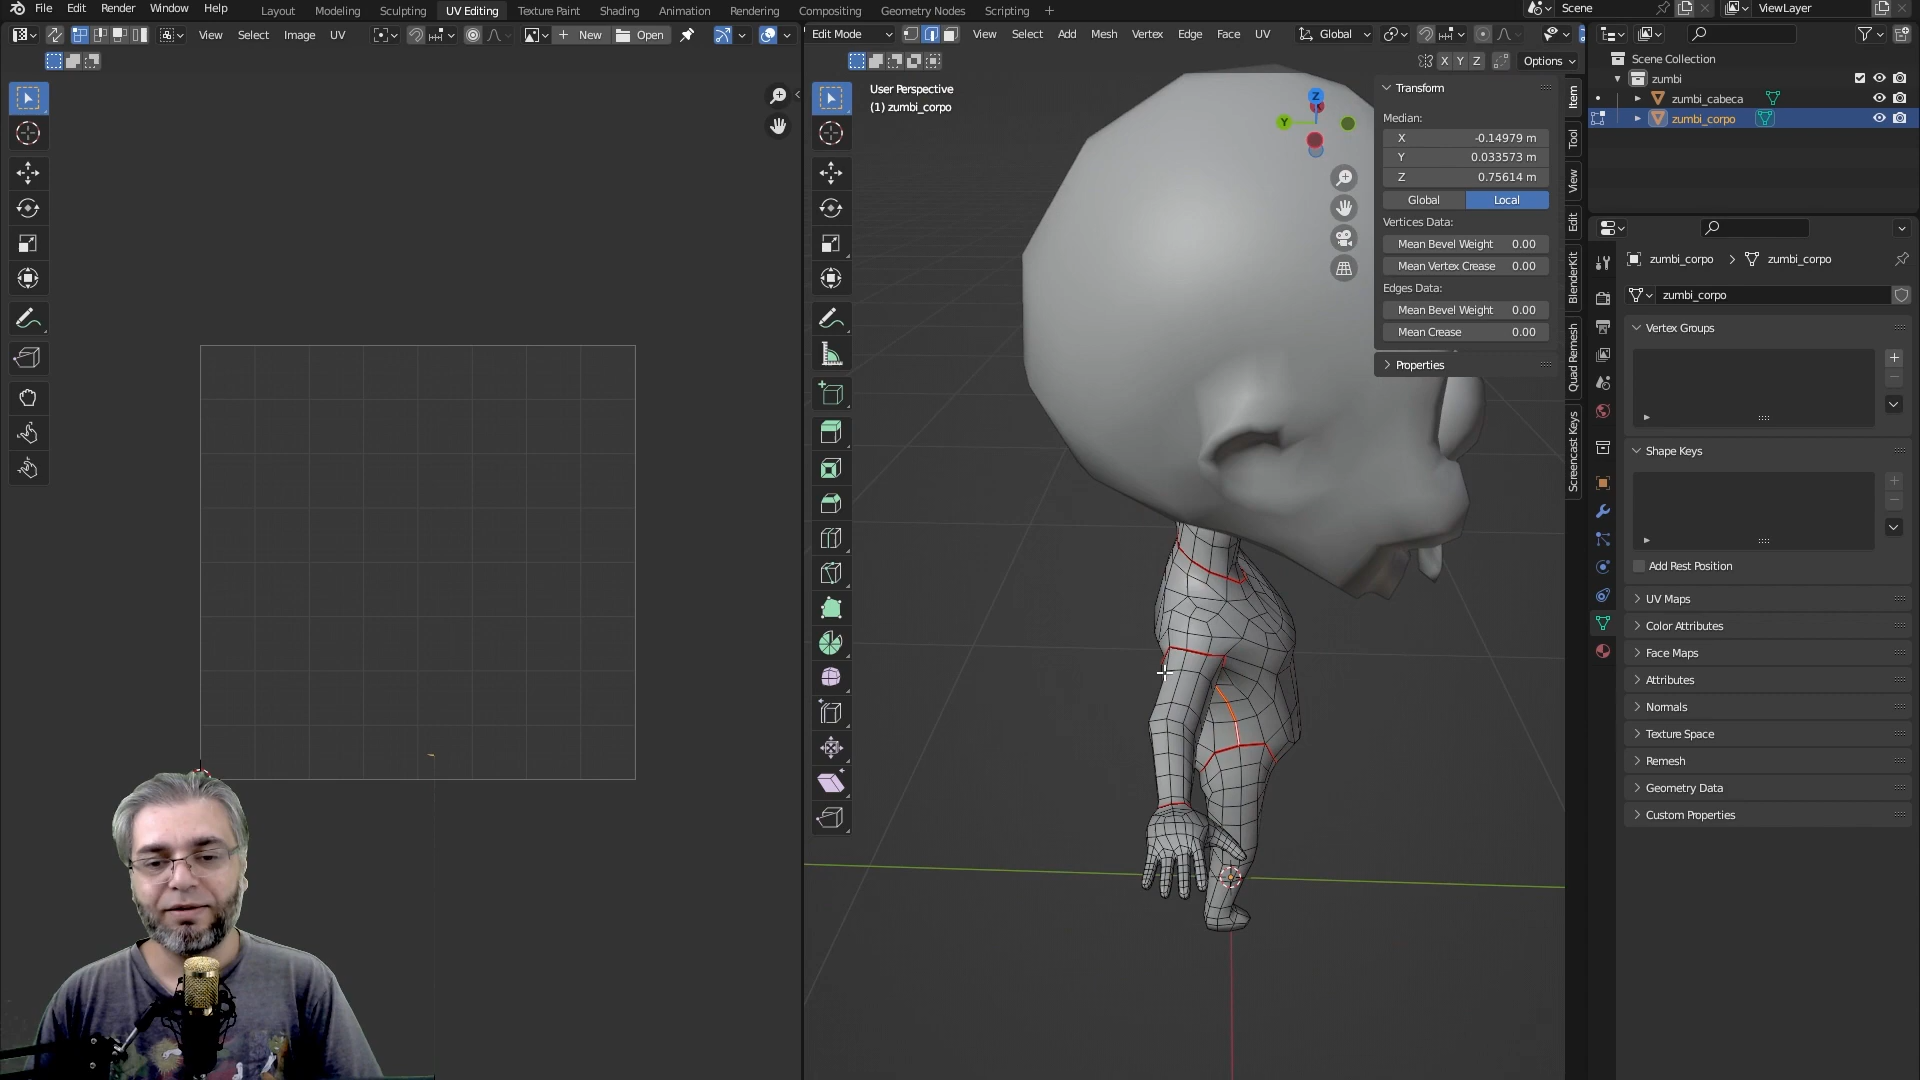 File Edit Render Window Help
Layout Modeling Sculpting UV Editing Texture Paint Shading Animation Rendering Compositing Geometry Nodes Scripting +
Scene
ViewLayer
View Select Image UV
New
Open
Edit Mode
View Select Add Mesh Vertex Edge Face UV
Global
X Y Z
Options
User Perspective
(1) zumbi_corpo
Z
Y
Transform
Median:
X -0.14979 m
Y 0.033573 m
Z 0.75614 m
Global Local
Vertices Data:
Mean Bevel Weight 0.00
Mean Vertex Crease 0.00
Edges Data:
Mean Bevel Weight 0.00
Mean Crease 0.00
Properties
Item
Tool
View
Edit
BlenderKit
Quad Remesh
Screencast Keys
Scene Collection
zumbi
zumbi_cabeca
zumbi_corpo
zumbi_corpo
zumbi_corpo
zumbi_corpo
Vertex Groups
Shape Keys
Add Rest Position
UV Maps
Color Attributes
Face Maps
Attributes
Normals
Texture Space
Remesh
Geometry Data
Custom Properties